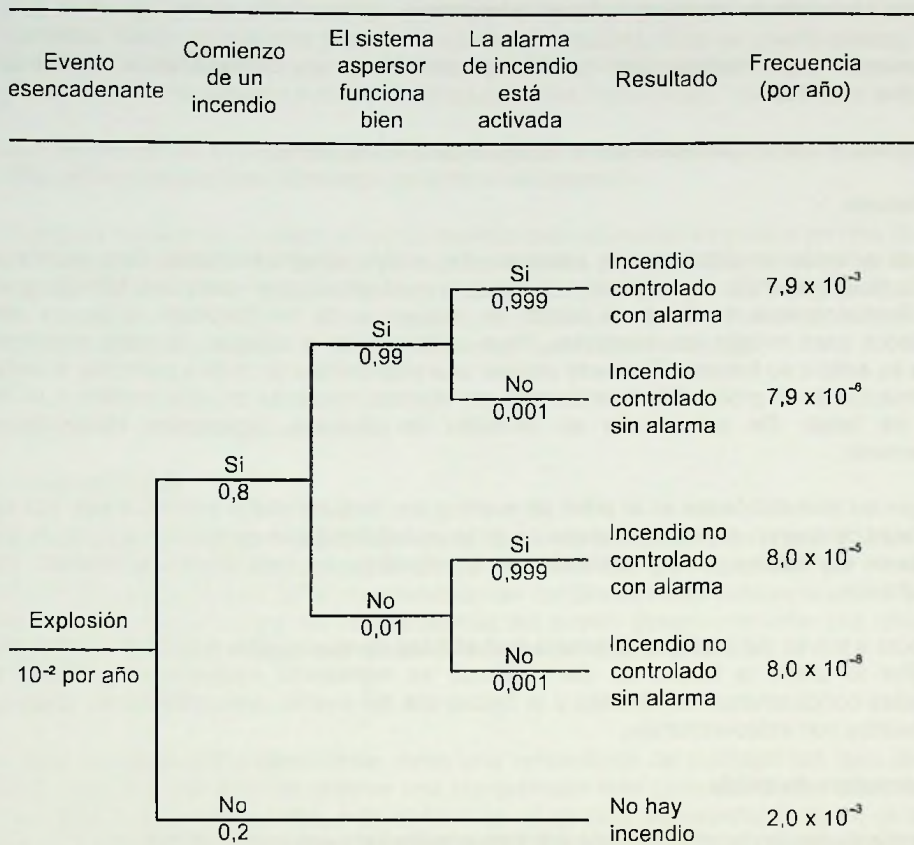 Evento
esencadenante
Comienzo
de un
incendio
El sistema
aspersor
funciona
bien
La alarma
de incendio
está
activada
Resultado
Frecuencia
(por año)
Si
0,999
Incendio
controlado
con alarma
7,9 x 10⁻³
Si
0,99
No
0,001
Incendio
controlado
sin alarma
7,9 x 10⁻⁶
Si
0,8
Si
0,999
Incendio no
controlado
con alarma
8,0 x 10⁻⁵
No
0,01
Explosión
10⁻² por año
No
0,001
Incendio no
controlado
sin alarma
8,0 x 10⁻⁸
No
0,2
No hay
incendio
2,0 x 10⁻³